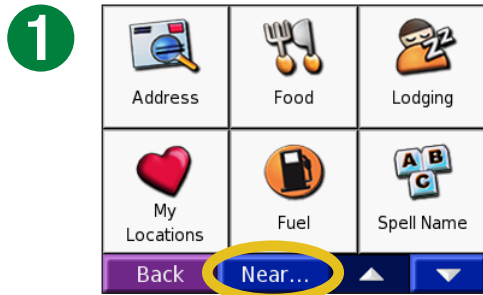 1
Address
Food
Lodging
My
Locations
Fuel
A B
C
Spell Name
Back
Near...